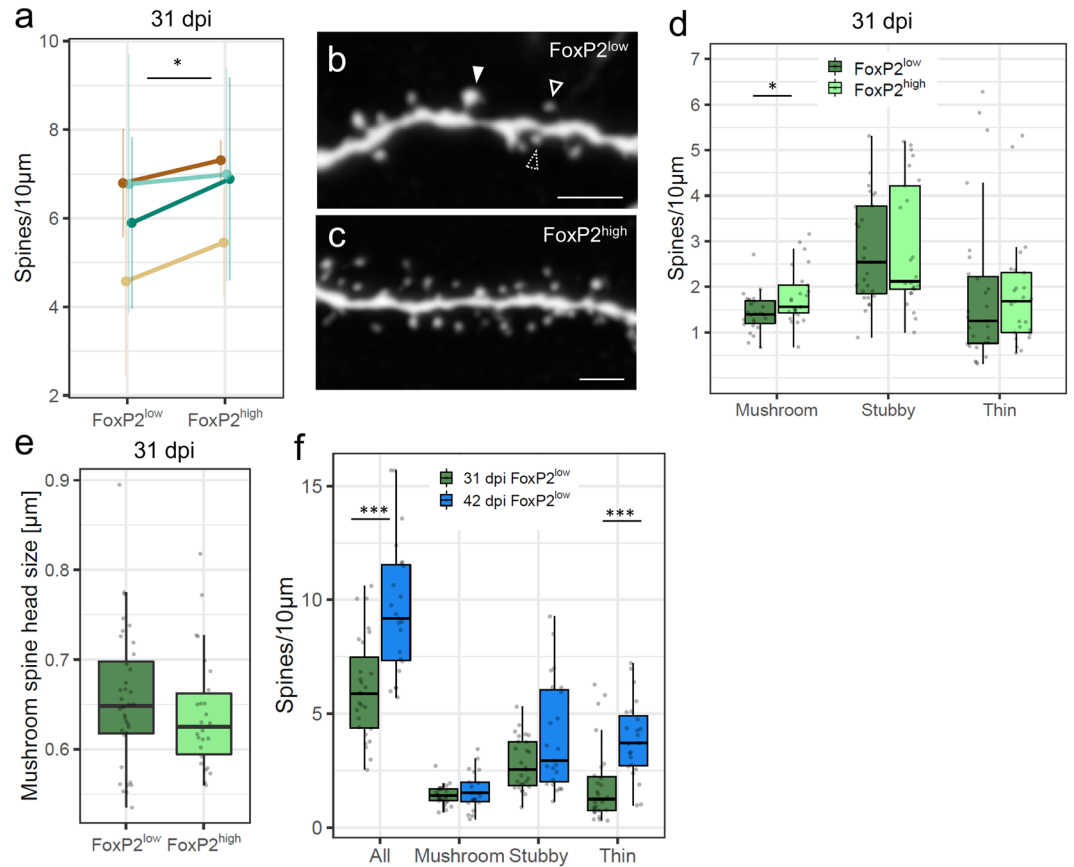 a
31 dpi
Spines/10µm
10
8
6
4
2
*
FoxP2low
FoxP2high
b
FoxP2low
c
FoxP2high
d
31 dpi
Spines/10µm
7
6
5
4
3
2
1
FoxP2low
FoxP2high
*
Mushroom
Stubby
Thin
e
31 dpi
Mushroom spine head size [µm]
0.9
0.8
0.7
0.6
FoxP2low
FoxP2high
f
Spines/10µm
15
10
5
0
31 dpi FoxP2low
42 dpi FoxP2low
***
***
All
Mushroom
Stubby
Thin